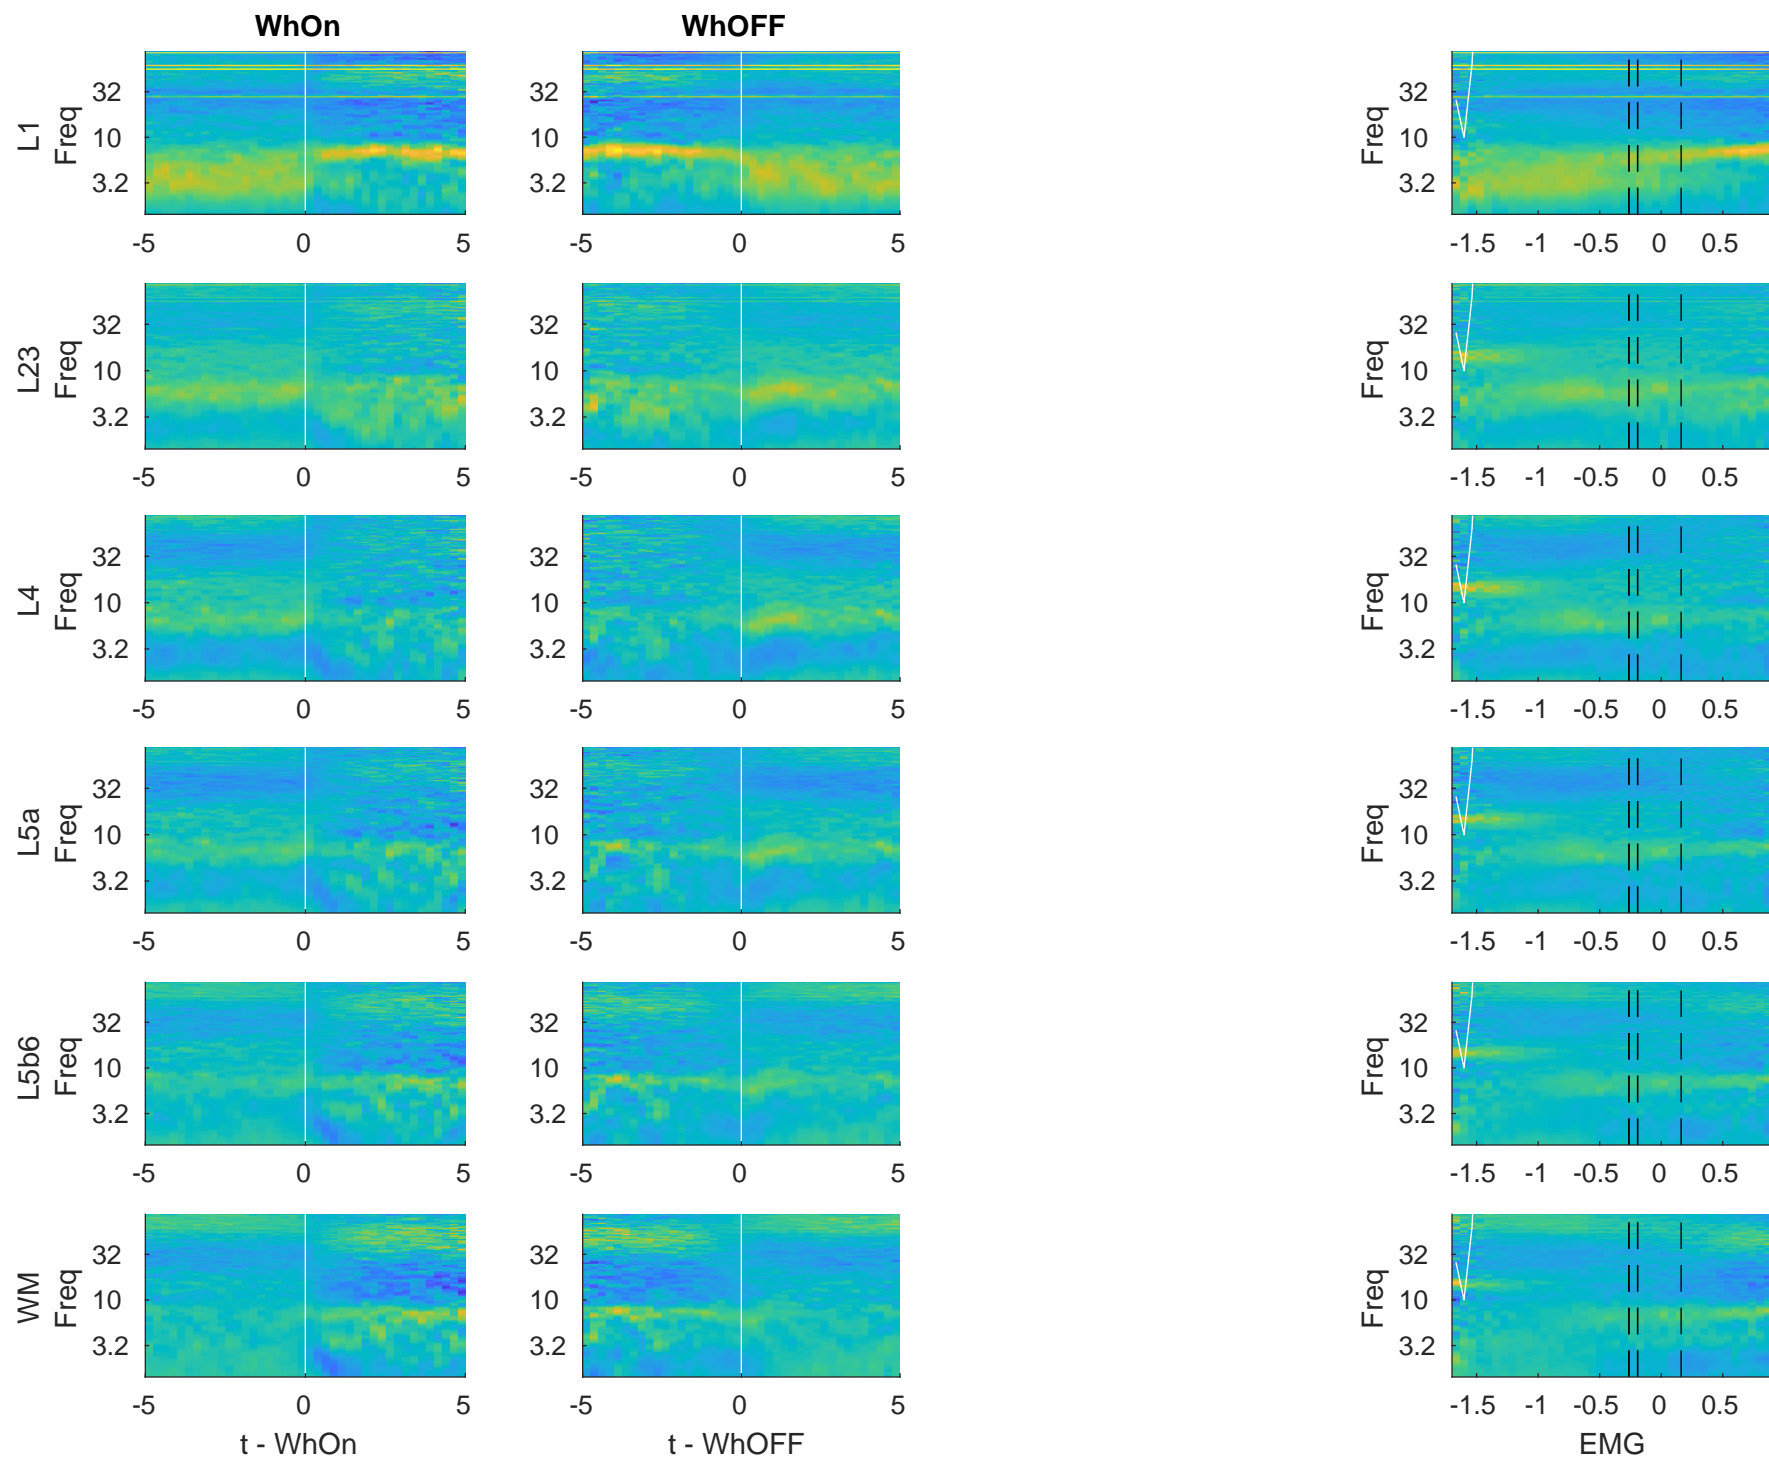 WhOn WhOFF
L1 Freq 32 10 3.2 32 10 3.2 Freq 32 10 3.2
-5 0 5 -5 0 5 -1.5 -1 -0.5 0 0.5
L23 Freq 32 10 3.2 32 10 3.2 Freq 32 10 3.2
-5 0 5 -5 0 5 -1.5 -1 -0.5 0 0.5
L4 Freq 32 10 3.2 32 10 3.2 Freq 32 10 3.2
-5 0 5 -5 0 5 -1.5 -1 -0.5 0 0.5
L5a Freq 32 10 3.2 32 10 3.2 Freq 32 10 3.2
-5 0 5 -5 0 5 -1.5 -1 -0.5 0 0.5
L5b6 Freq 32 10 3.2 32 10 3.2 Freq 32 10 3.2
-5 0 5 -5 0 5 -1.5 -1 -0.5 0 0.5
WM Freq 32 10 3.2 32 10 3.2 Freq 32 10 3.2
-5 0 5 -5 0 5 -1.5 -1 -0.5 0 0.5
t - WhOn t - WhOFF EMG